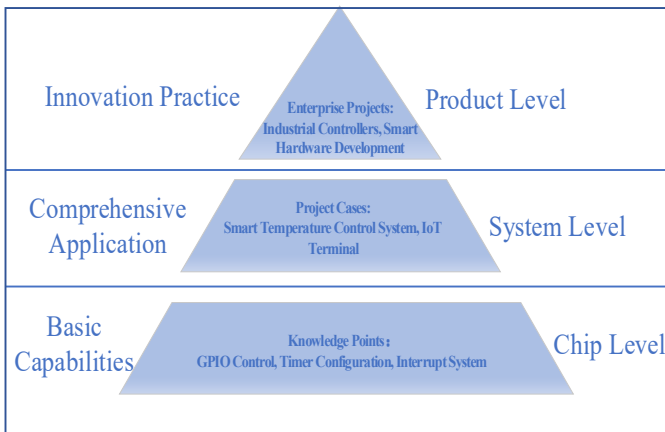 Innovation Practice
Enterprise Projects:
Industrial Controllers, Smart
Hardware Development
Product Level
Comprehensive
Application
Project Cases:
Smart Temperature Control System, IoT
Terminal
System Level
Basic
Capabilities
Knowledge Points：
GPIO Control, Timer Configuration, Interrupt System
Chip Level